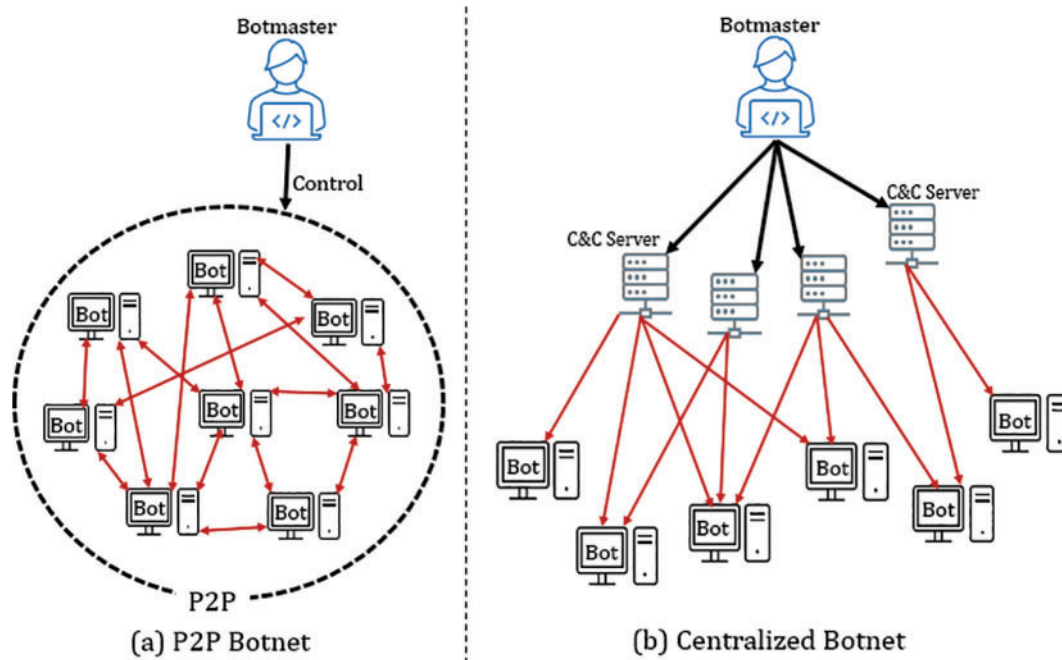 Botmaster
</>
Control
Bot
Bot
Bot
Bot
Bot
Bot
Bot
Bot
P2P
(a) P2P Botnet
Botmaster
</>
C&C Server
C&C Server
Bot
Bot
Bot
Bot
Bot
Bot
(b) Centralized Botnet